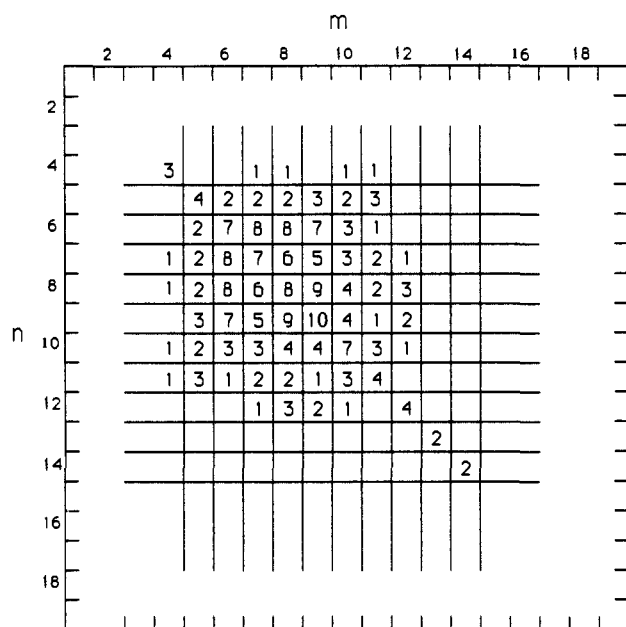 m
2 4 6 8 10 12 14 16 18
2
4 3 1 1 1 1
4 2 2 2 3 2 3
6 2 7 8 8 7 3 1
1 2 8 7 6 5 3 2 1
8 1 2 8 6 8 9 4 2 3
n 3 7 5 9 10 4 1 2
10 1 2 3 3 4 4 7 3 1
1 3 1 2 2 1 3 4
12 1 3 2 1 4
2
14 2
16
18